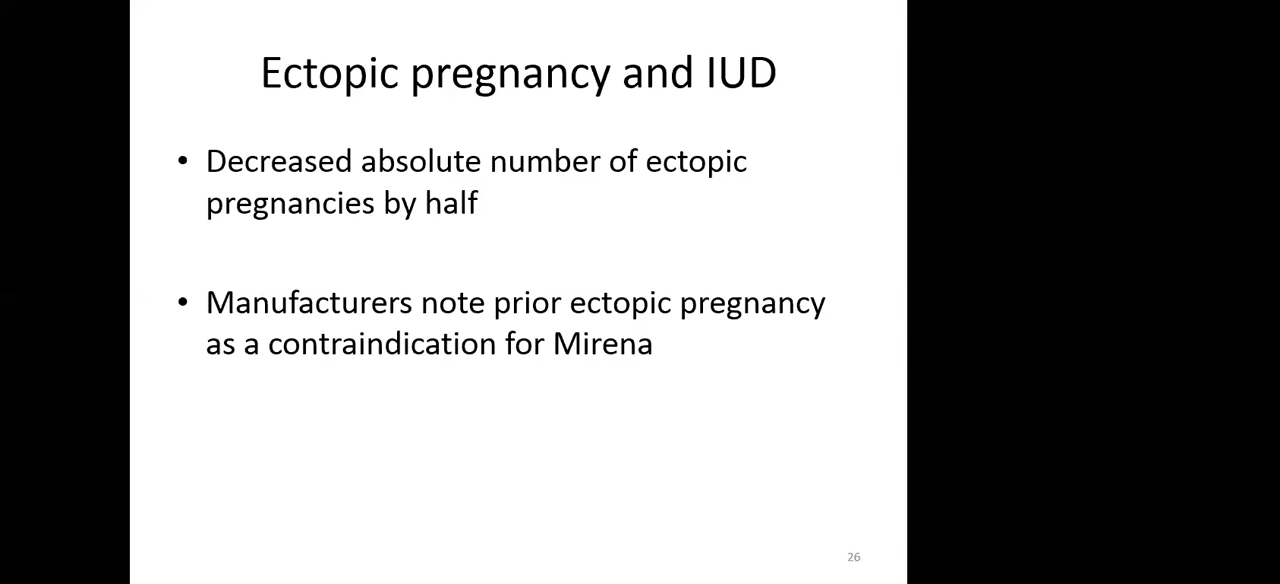 Ectopic pregnancy and IUD
• Decreased absolute number of ectopic
pregnancies by half
• Manufacturers note prior ectopic pregnancy
as a contraindication for Mirena
26